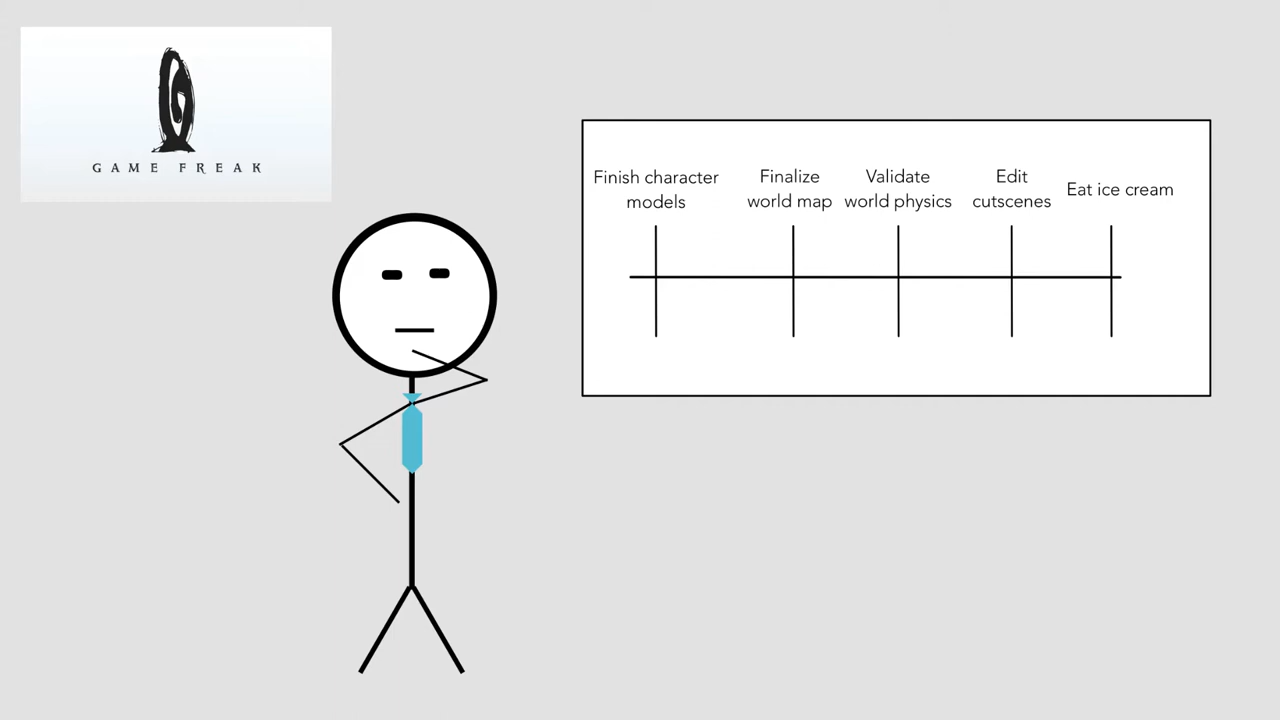 GAME FREAK
Finish character
models
Finalize
world map
Validate
world physics
Edit
cutscenes
Eat ice cream